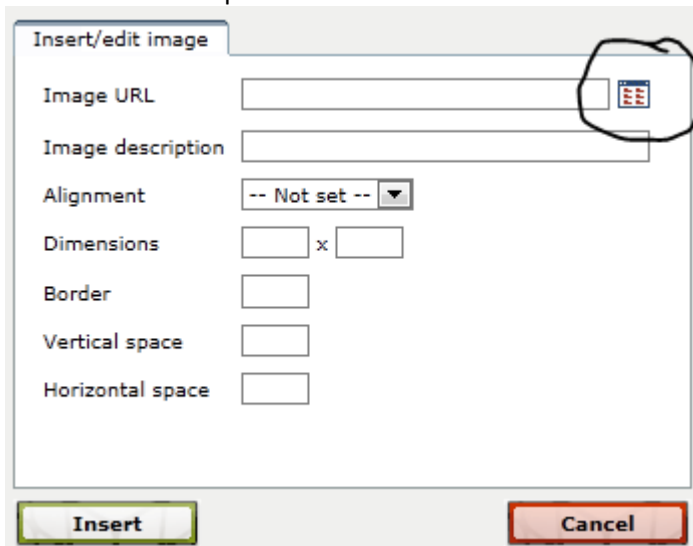 Insert/edit image
Image URL
Image description
Alignment -- Not set --
Dimensions x
Border
Vertical space
Horizontal space
Insert Cancel